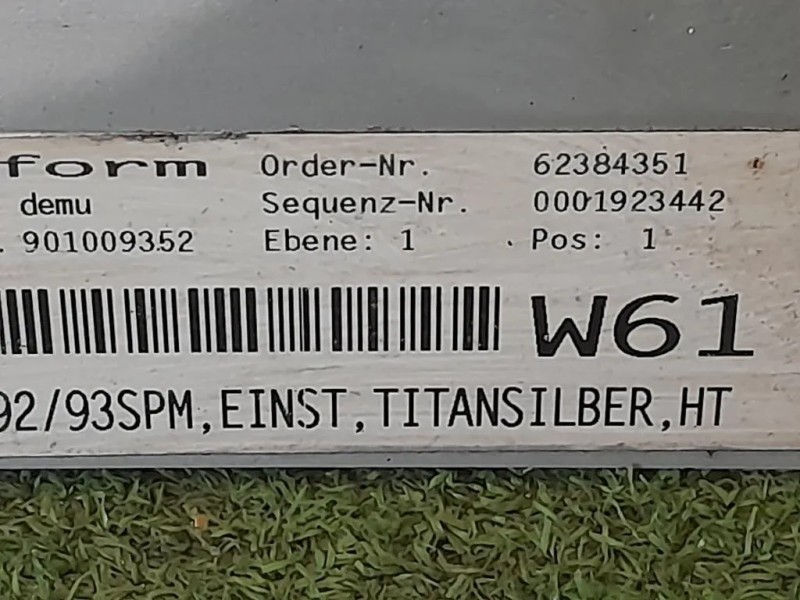 form Order-Nr. 62384351
demu Sequenz-Nr. 0001923442
. 901009352 Ebene: 1 Pos: 1
W61
92/93SPM,EINST,TITANSILBER,HT